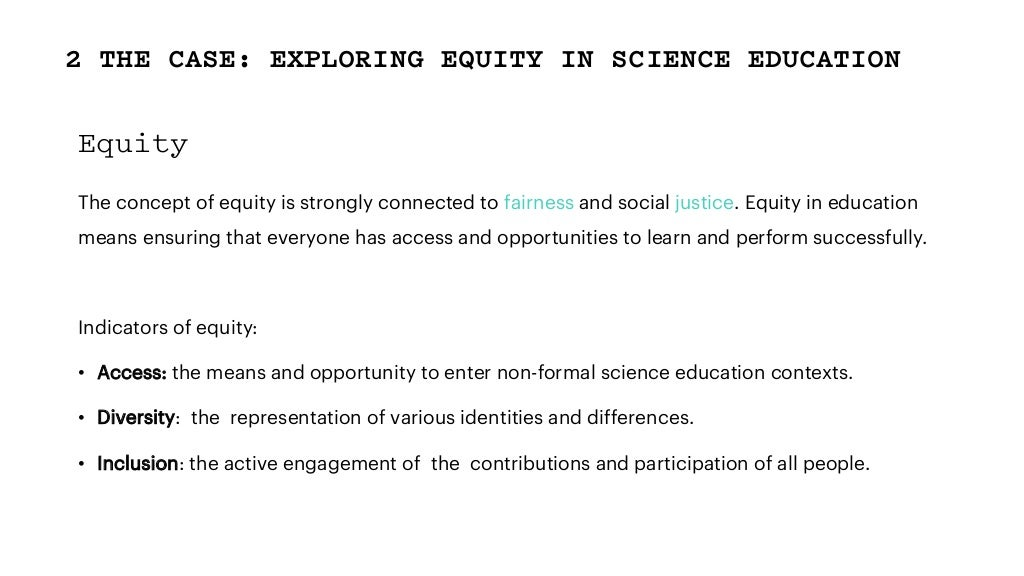 2 THE CASE: EXPLORING EQUITY IN SCIENCE EDUCATION
Equity
The concept of equity is strongly connected to fairness and social justice. Equity in education
means ensuring that everyone has access and opportunities to learn and perform successfully.
Indicators of equity:
• Access: the means and opportunity to enter non-formal science education contexts.
• Diversity:  the  representation of various identities and differences.
• Inclusion: the active engagement of  the  contributions and participation of all people.